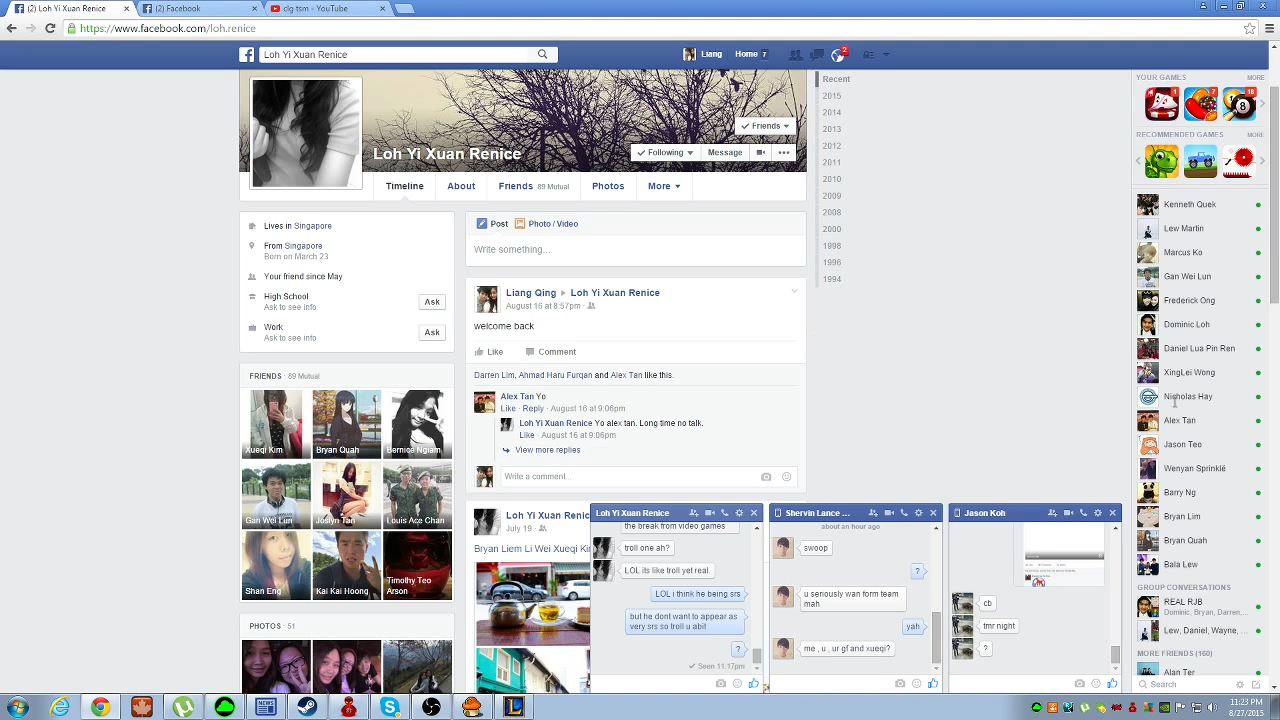 (2) Loh Yi Xuan Renice
(2) Facebook
clg tsm - YouTube
https://www.facebook.com/loh.renice
Loh Yi Xuan Renice
Liang
Home 7
2
Loh Yi Xuan Renice
Friends
Following
Message
Timeline
About
Friends 89 Mutual
Photos
More
Recent
2015
2014
2013
2012
2011
2010
2009
2008
2000
1998
1996
1994
Lives in Singapore
From Singapore
Born on March 23
Your friend since May
High School
Ask to see info
Ask
Work
Ask to see info
Ask
FRIENDS · 89 Mutual
Xueqi Kim
Bryan Quah
Bernice Ngiam
Gan Wei Lun
Joslyn Tan
Louis Ace Chan
Shan Eng
Kai Kai Hoong
Timothy Teo
Arson
PHOTOS · 51
Post
Photo / Video
Write something...
Liang Qing ▸ Loh Yi Xuan Renice
August 16 at 8:57pm ·
welcome back
Like
Comment
Darren Lim, Ahmad Haru Furqan and Alex Tan like this.
Alex Tan Yo
Like · Reply · August 16 at 9:06pm
Loh Yi Xuan Renice Yo alex tan. Long time no talk.
Like · August 16 at 9:06pm
View more replies
Write a comment...
Loh Yi Xuan Renic
July 19 ·
Bryan Liem Li Wei Xueqi Ki
Loh Yi Xuan Renice
the break from video games
troll one ah?
LOL its like troll yet real.
LOL i think he being srs
but he dont want to appear as
very srs so troll u abit
?
Seen 11:17pm
Shervin Lance ...
about an hour ago
swoop
?
u seriously wan form team
mah
yah
me , u , ur gf and xueqi?
Jason Koh
cb
tmr night
?
YOUR GAMES
MORE
1
7
18
8
RECOMMENDED GAMES
MORE
Kenneth Quek
Lew Martin
Marcus Ko
Gan Wei Lun
Frederick Ong
Dominic Loh
Daniel Lua Pin Ren
XingLei Wong
Nigholas Hay
Alex Tan
Jason Teo
Wenyan Sprinklé
Barry Ng
Bryan Lim
Bryan Quah
Bala Lew
GROUP CONVERSATIONS
REAL RJB
Dominic, Bryan, Darren,...
Lew, Daniel, Wayne, ...
MORE FRIENDS (160)
Alan Ter
Search
NEWS
11:23 PM
8/27/2015